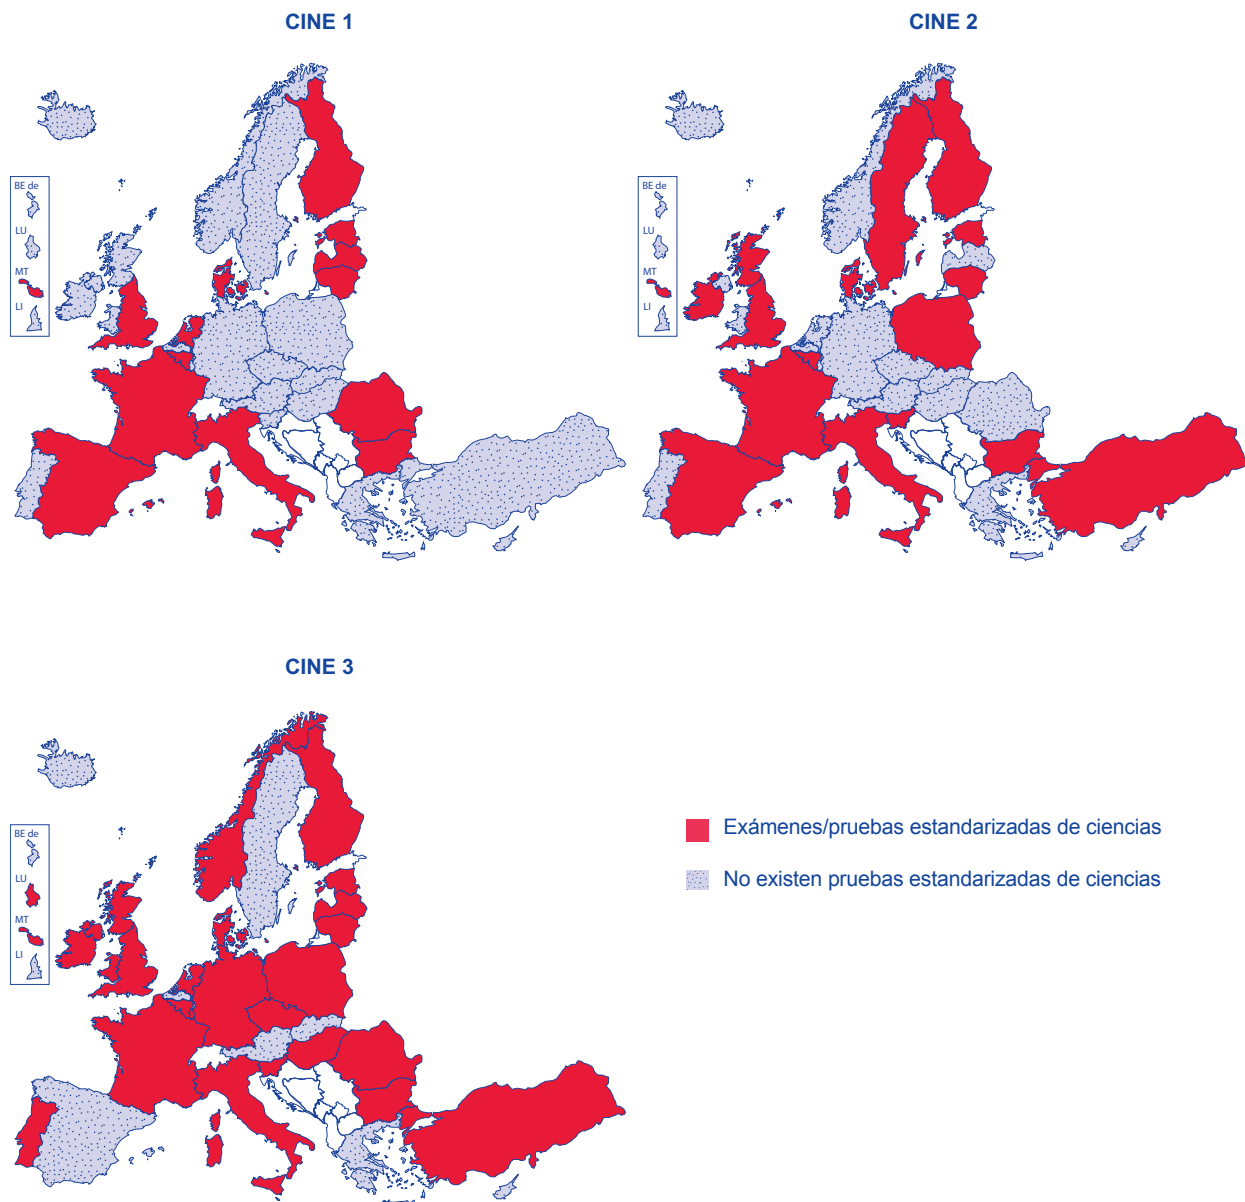 CINE 1
CINE 2
BE de
LU
MT
LI
BE de
LU
MT
LI
CINE 3
BE de
LU
MT
LI
Exámenes/pruebas estandarizadas de ciencias
No existen pruebas estandarizadas de ciencias